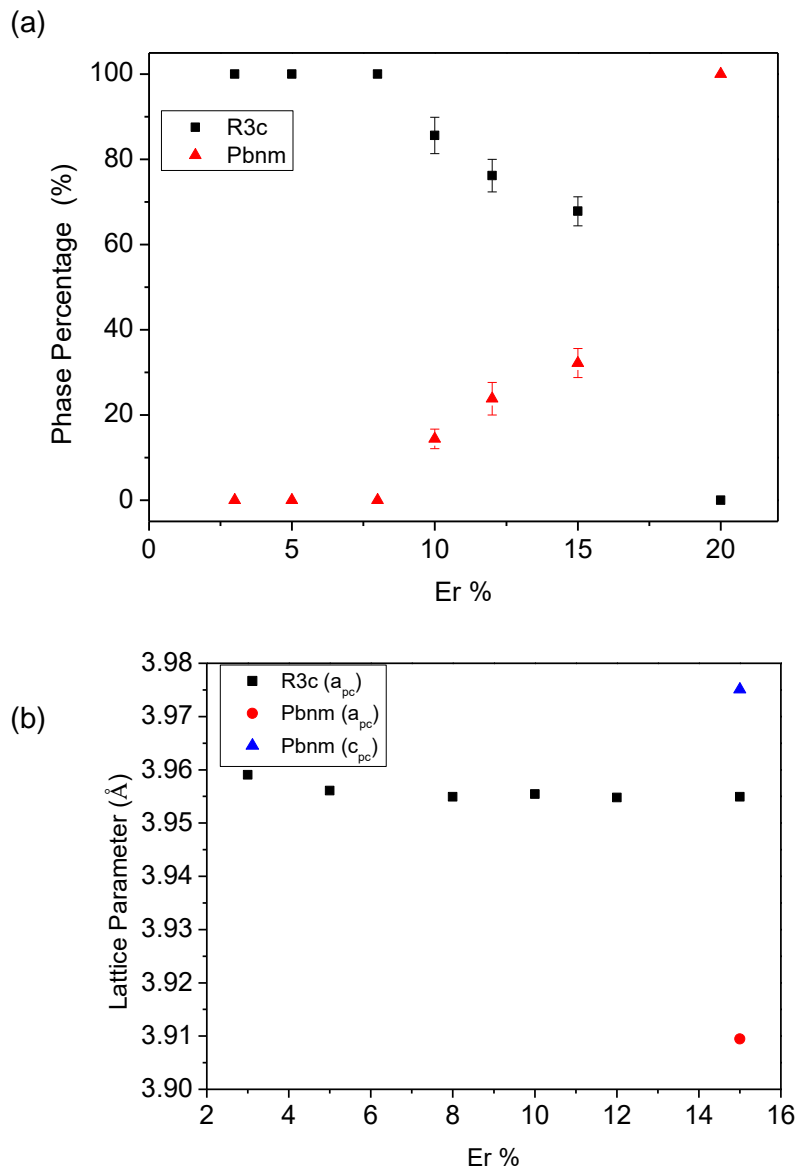 (a)
100
80
60
40
20
0
Phase Percentage (%)
R3c
Pbnm
0 5 10 15 20
Er %
(b)
3.98
3.97
3.96
3.95
3.94
3.93
3.92
3.91
3.90
Lattice Parameter (Å)
R3c (apc)
Pbnm (apc)
Pbnm (cpc)
2 4 6 8 10 12 14 16
Er %